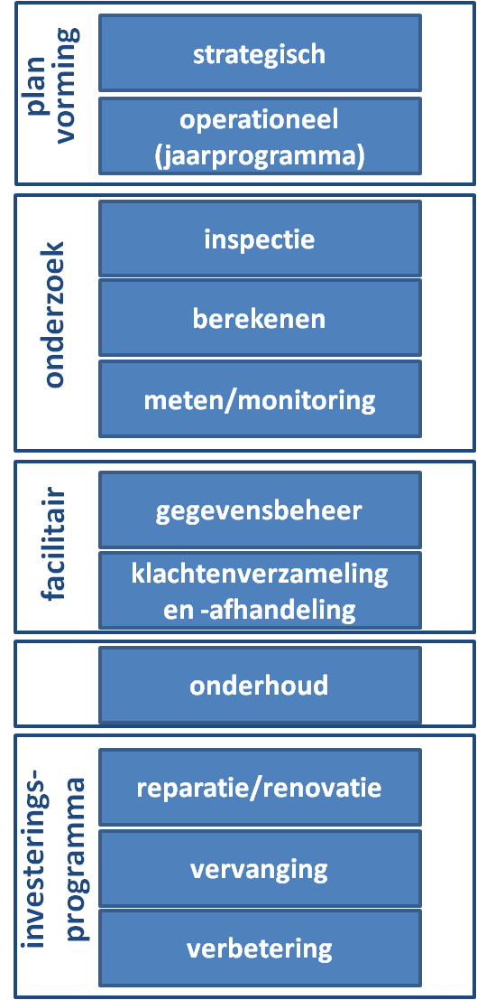 plan
vorming
strategisch
operationeel
(jaarprogramma)
onderzoek
inspectie
berekenen
meten/monitoring
facilitair
gegevensbeheer
klachtenverzameling
en -afhandeling
onderhoud
investerings-
programma
reparatie/renovatie
vervanging
verbetering